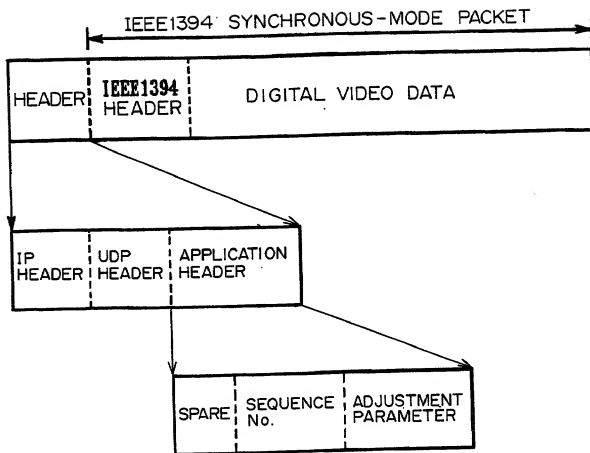 IEEE1394 SYNCHRONOUS-MODE PACKET
HEADER
IEEE1394
HEADER
DIGITAL VIDEO DATA
IP
HEADER
UDP
HEADER
APPLICATION
HEADER
SPARE
SEQUENCE
No.
ADJUSTMENT
PARAMETER